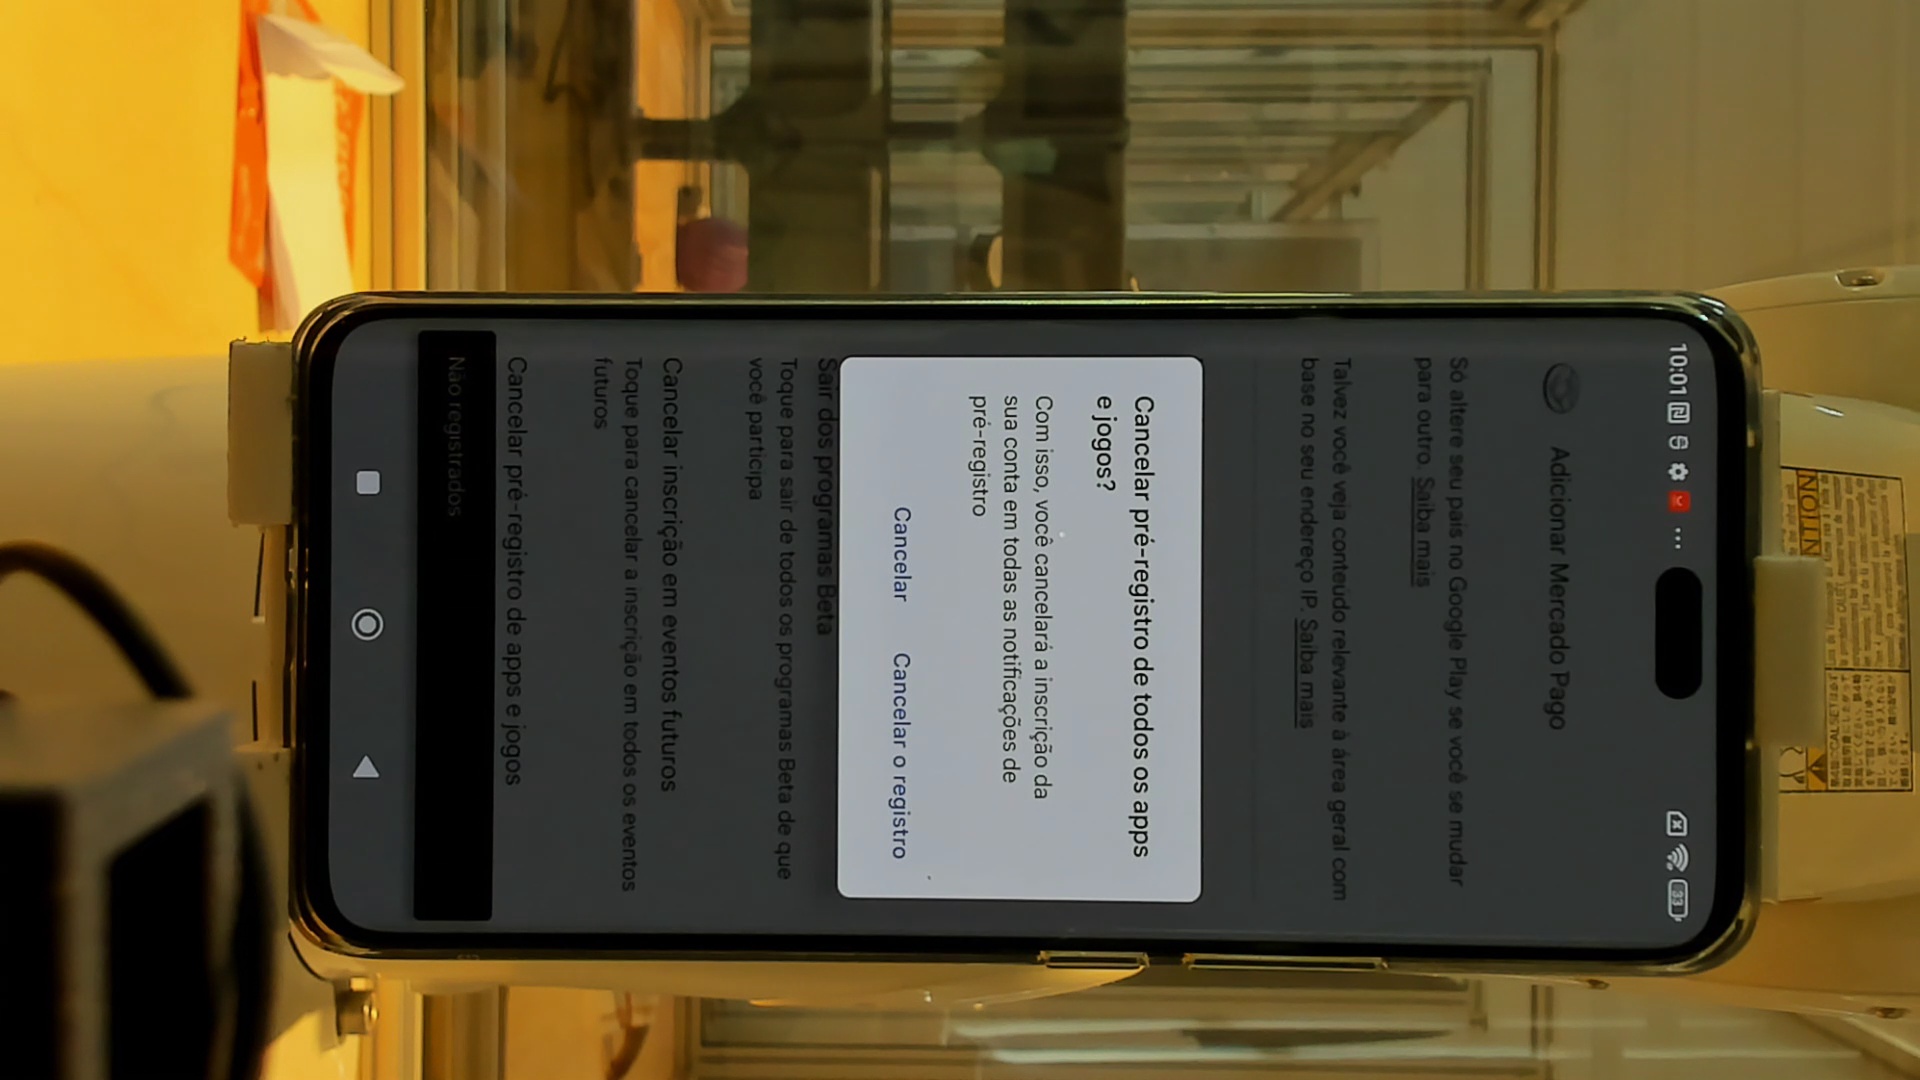 10:01
33
Adicionar Mercado Pago
Só altere seu país no Google Play se você se mudar
para outro. Saiba mais
Talvez você veja conteúdo relevante à área geral com
base no seu endereço IP. Saiba mais
Cancelar pré-registro de todos os apps
e jogos?
Com isso, você cancelará a inscrição da
sua conta em todas as notificações de
pré-registro
Cancelar
Cancelar o registro
Sair dos programas Beta
Toque para sair de todos os programas Beta de que
você participa
Cancelar inscrição em eventos futuros
Toque para cancelar a inscrição em todos os eventos
futuros
Cancelar pré-registro de apps e jogos
Não registrados